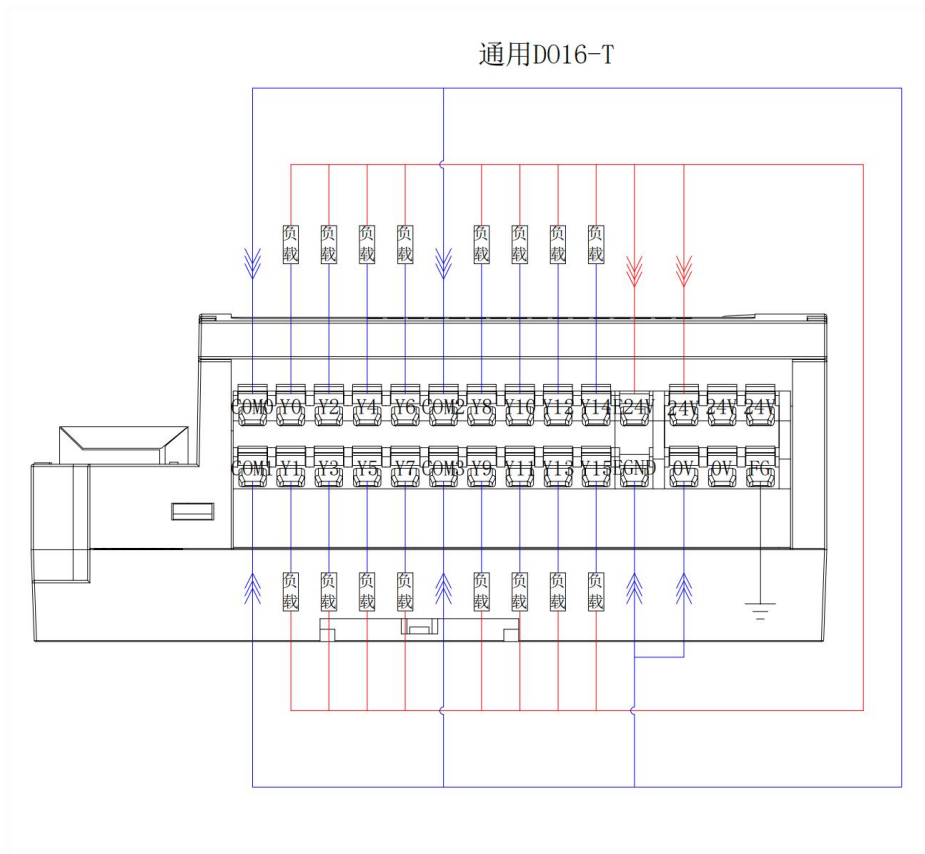 通用DO16-T
负载 负载 负载 负载 负载 负载 负载 负载
COM0 Y0 Y2 Y4 Y6 COM2 Y8 Y10 Y12 Y14 E24V 24V 24V 24V
COM1 Y1 Y3 Y5 Y7 COM3 Y9 Y11 Y13 Y15 EGND 0V 0V FG
负载 负载 负载 负载 负载 负载 负载 负载